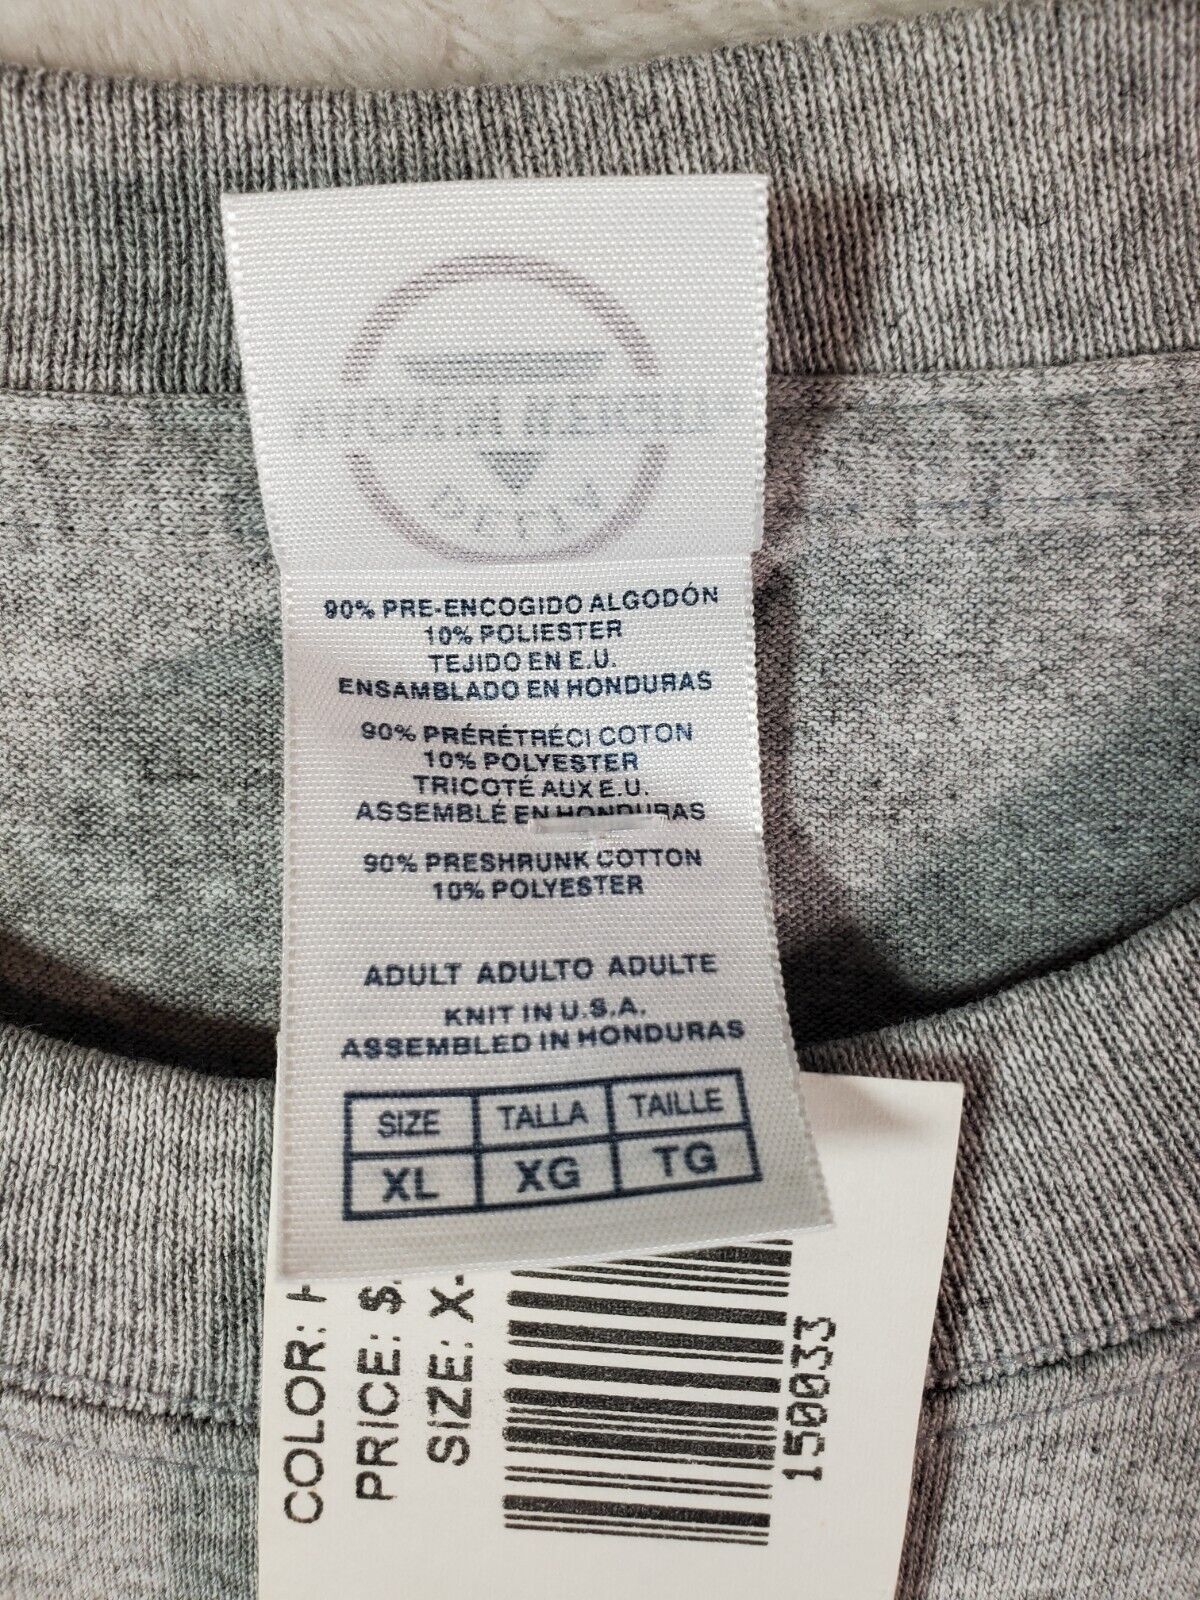 90% PRE-ENCOGIDO ALGODÓN
10% POLIESTER
TEJIDO EN E.U.
ENSAMBLADO EN HONDURAS
90% PRÉRÉTRÉCI COTON
10% POLYESTER
TRICOTÉ AUX E.U.
ASSEMBLÉ EN HONDURAS
90% PRESHRUNK COTTON
10% POLYESTER
ADULT ADULTO ADULTE
KNIT IN U.S.A.
ASSEMBLED IN HONDURAS
SIZE TALLA TAILLE
XL XG TG
COLOR:
PRICE: $
SIZE: X-
150033